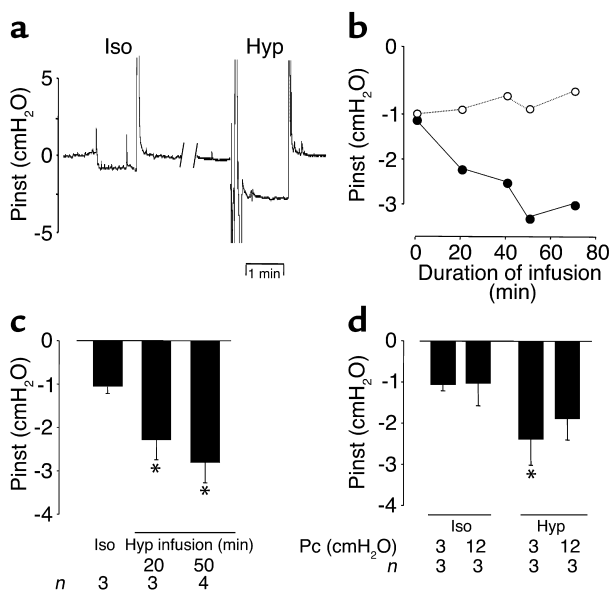 a
Iso Hyp
Pinst (cmH2O)
5
0
-5
1 min
b
Pinst (cmH2O)
0
-1
-2
-3
0 20 40 60 80
Duration of infusion
(min)
c
Pinst (cmH2O)
0
-1
-2
-3
-4
* *
Iso Hyp infusion (min)
20 50
n 3 3 4
d
Pinst (cmH2O)
0
-1
-2
-3
-4
*
Iso Hyp
Pc (cmH2O) 3 12 3 12
n 3 3 3 3